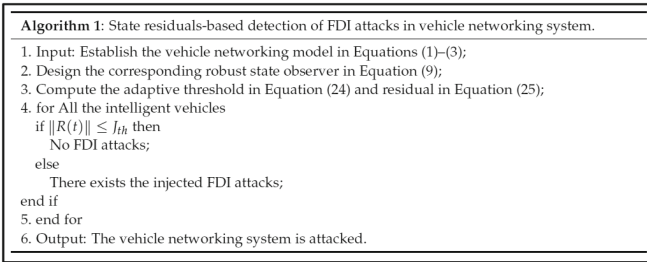 Algorithm 1: State residuals-based detection of FDI attacks in vehicle networking system.
1. Input: Establish the vehicle networking model in Equations (1)–(3);
2. Design the corresponding robust state observer in Equation (9);
3. Compute the adaptive threshold in Equation (24) and residual in Equation (25);
4. for All the intelligent vehicles
if ‖R(t)‖ ≤ J_th then
No FDI attacks;
else
There exists the injected FDI attacks;
end if
5. end for
6. Output: The vehicle networking system is attacked.